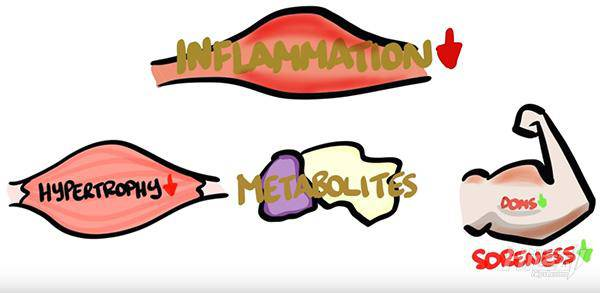 INFLAMMATION
HYPERTROPHY
METABOLITES
DOMS
SORENESS